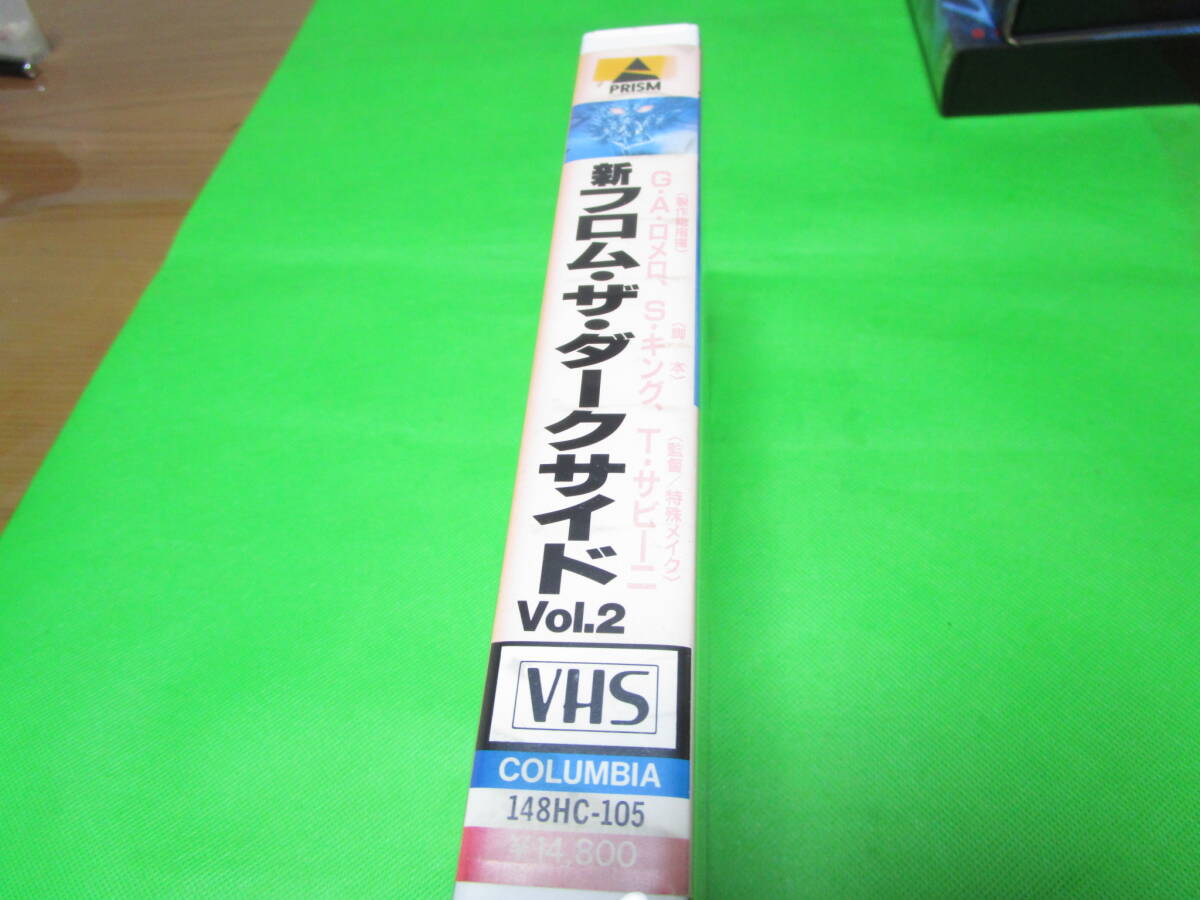 PRISM
新フロム・ザ・ダークサイド
Vol.2
〈製作総指揮〉
G・A・ロメロ、
〈脚 本〉
S・キング、
〈監督／特殊メイク〉
T・サビーニ
VHS
COLUMBIA
148HC-105
¥14,800